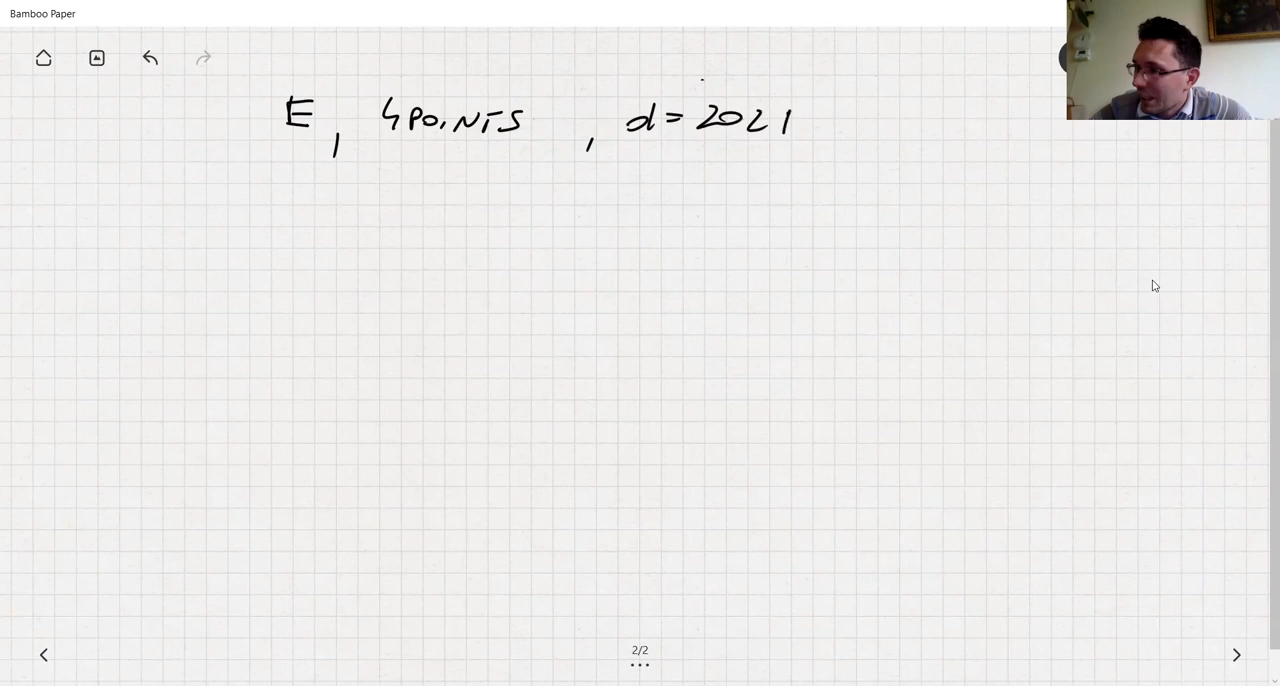 Bamboo Paper
E, 4 POINTS, d = 2021
2/2